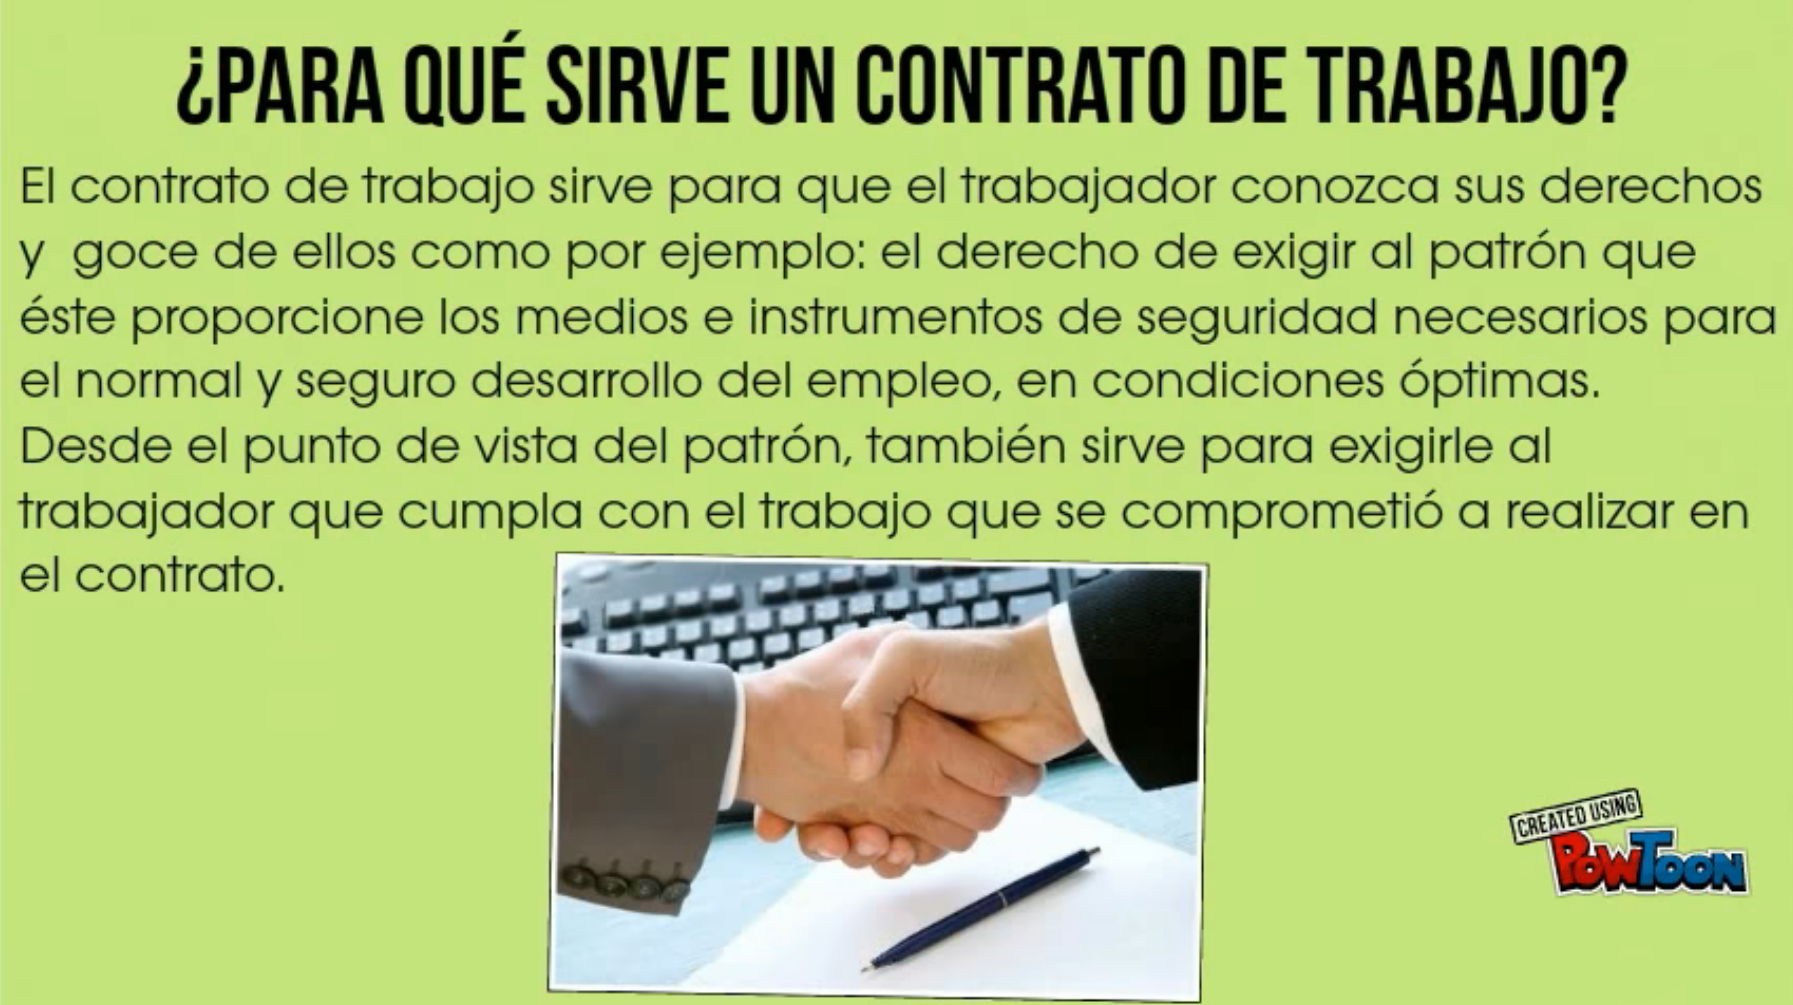 ¿PARA QUÉ SIRVE UN CONTRATO DE TRABAJO?
El contrato de trabajo sirve para que el trabajador conozca sus derechos
y goce de ellos como por ejemplo: el derecho de exigir al patrón que
éste proporcione los medios e instrumentos de seguridad necesarios para
el normal y seguro desarrollo del empleo, en condiciones óptimas.
Desde el punto de vista del patrón, también sirve para exigirle al
trabajador que cumpla con el trabajo que se comprometió a realizar en
el contrato.
CREATED USING
POWTOON